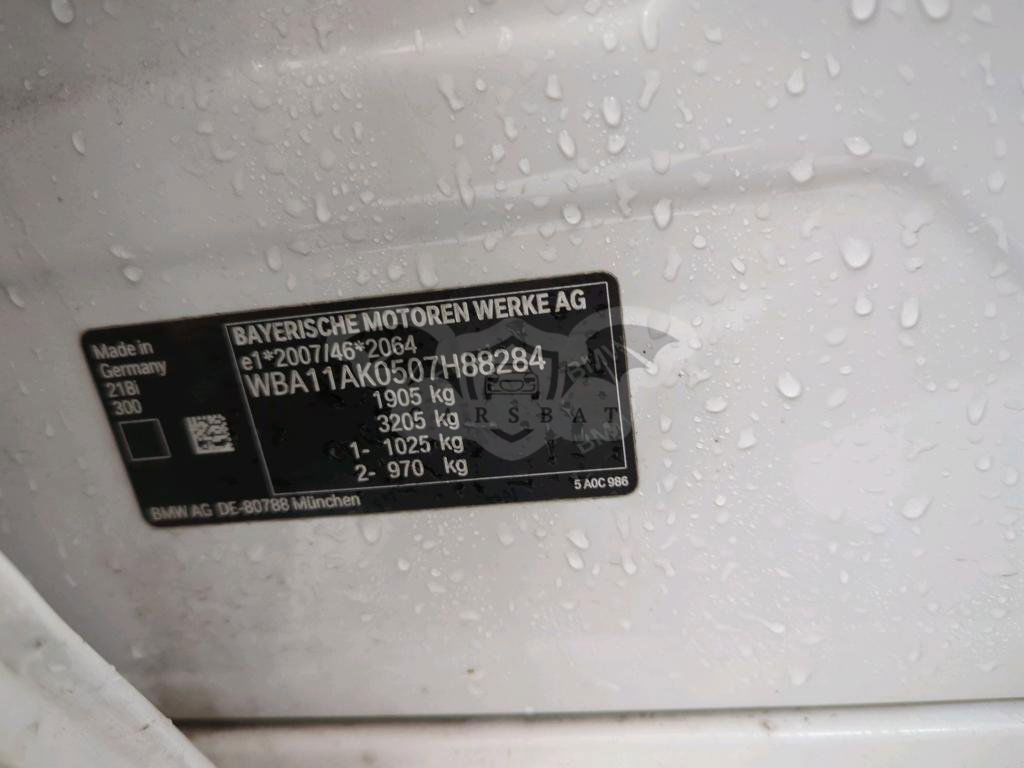 Made in
Germany
218i
300
BAYERISCHE MOTOREN WERKE AG
e1*2007/46*2064
WBA11AK0507H88284
1905 kg
3205 kg
1- 1025 kg
2- 970 kg
5 A0C 986
BMW AG DE-80788 München
RSBAT